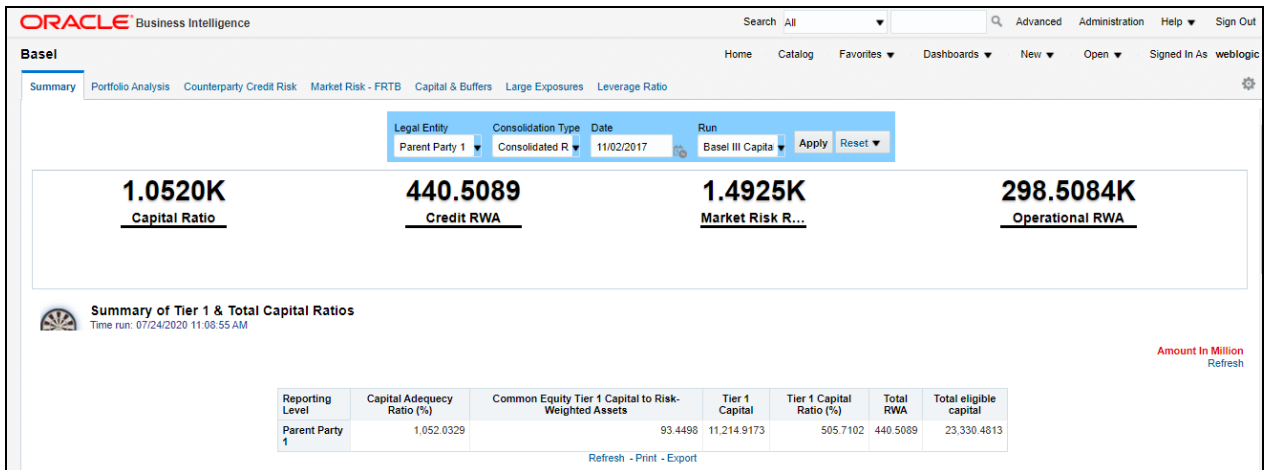 ORACLE Business Intelligence Search All Advanced Administration Help Sign Out
Basel Home Catalog Favorites Dashboards New Open Signed In As weblogic
Summary Portfolio Analysis Counterparty Credit Risk Market Risk - FRTB Capital & Buffers Large Exposures Leverage Ratio
Legal Entity Consolidation Type Date Run
Parent Party 1 Consolidated R 11/02/2017 Basel III Capita Apply Reset
1.0520K 440.5089 1.4925K 298.5084K
Capital Ratio Credit RWA Market Risk R... Operational RWA
Summary of Tier 1 & Total Capital Ratios
Time run: 07/24/2020 11:08:55 AM
Amount In Million
Refresh
Reporting Capital Adequecy Common Equity Tier 1 Capital to Risk- Tier 1 Tier 1 Capital Total Total eligible
Level Ratio (%) Weighted Assets Capital Ratio (%) RWA capital
Parent Party 1,052.0329 93.4498 11,214.9173 505.7102 440.5089 23,330.4813
1
Refresh - Print - Export